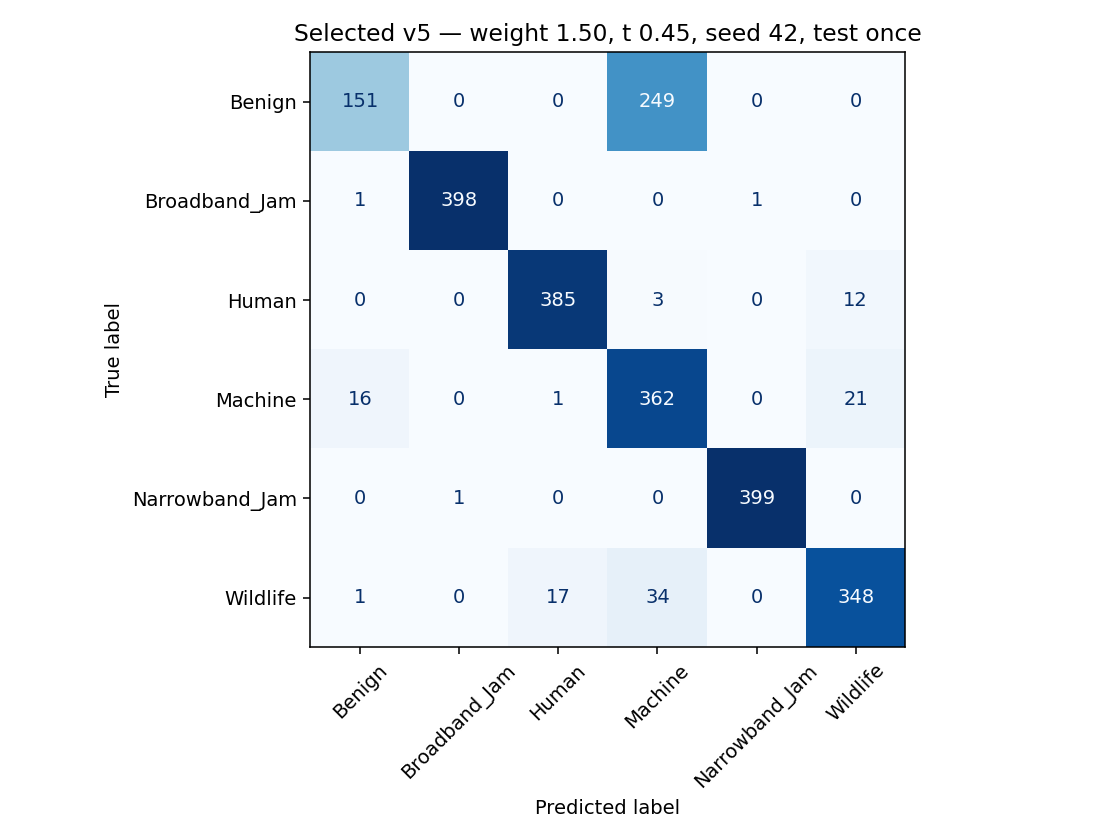 Selected v5 — weight 1.50, t 0.45, seed 42, test once
Benign 151 0 0 249 0 0
Broadband_Jam 1 398 0 0 1 0
Human 0 0 385 3 0 12
Machine 16 0 1 362 0 21
Narrowband_Jam 0 1 0 0 399 0
Wildlife 1 0 17 34 0 348
True label
Benign Broadband_Jam Human Machine Narrowband_Jam Wildlife
Predicted label